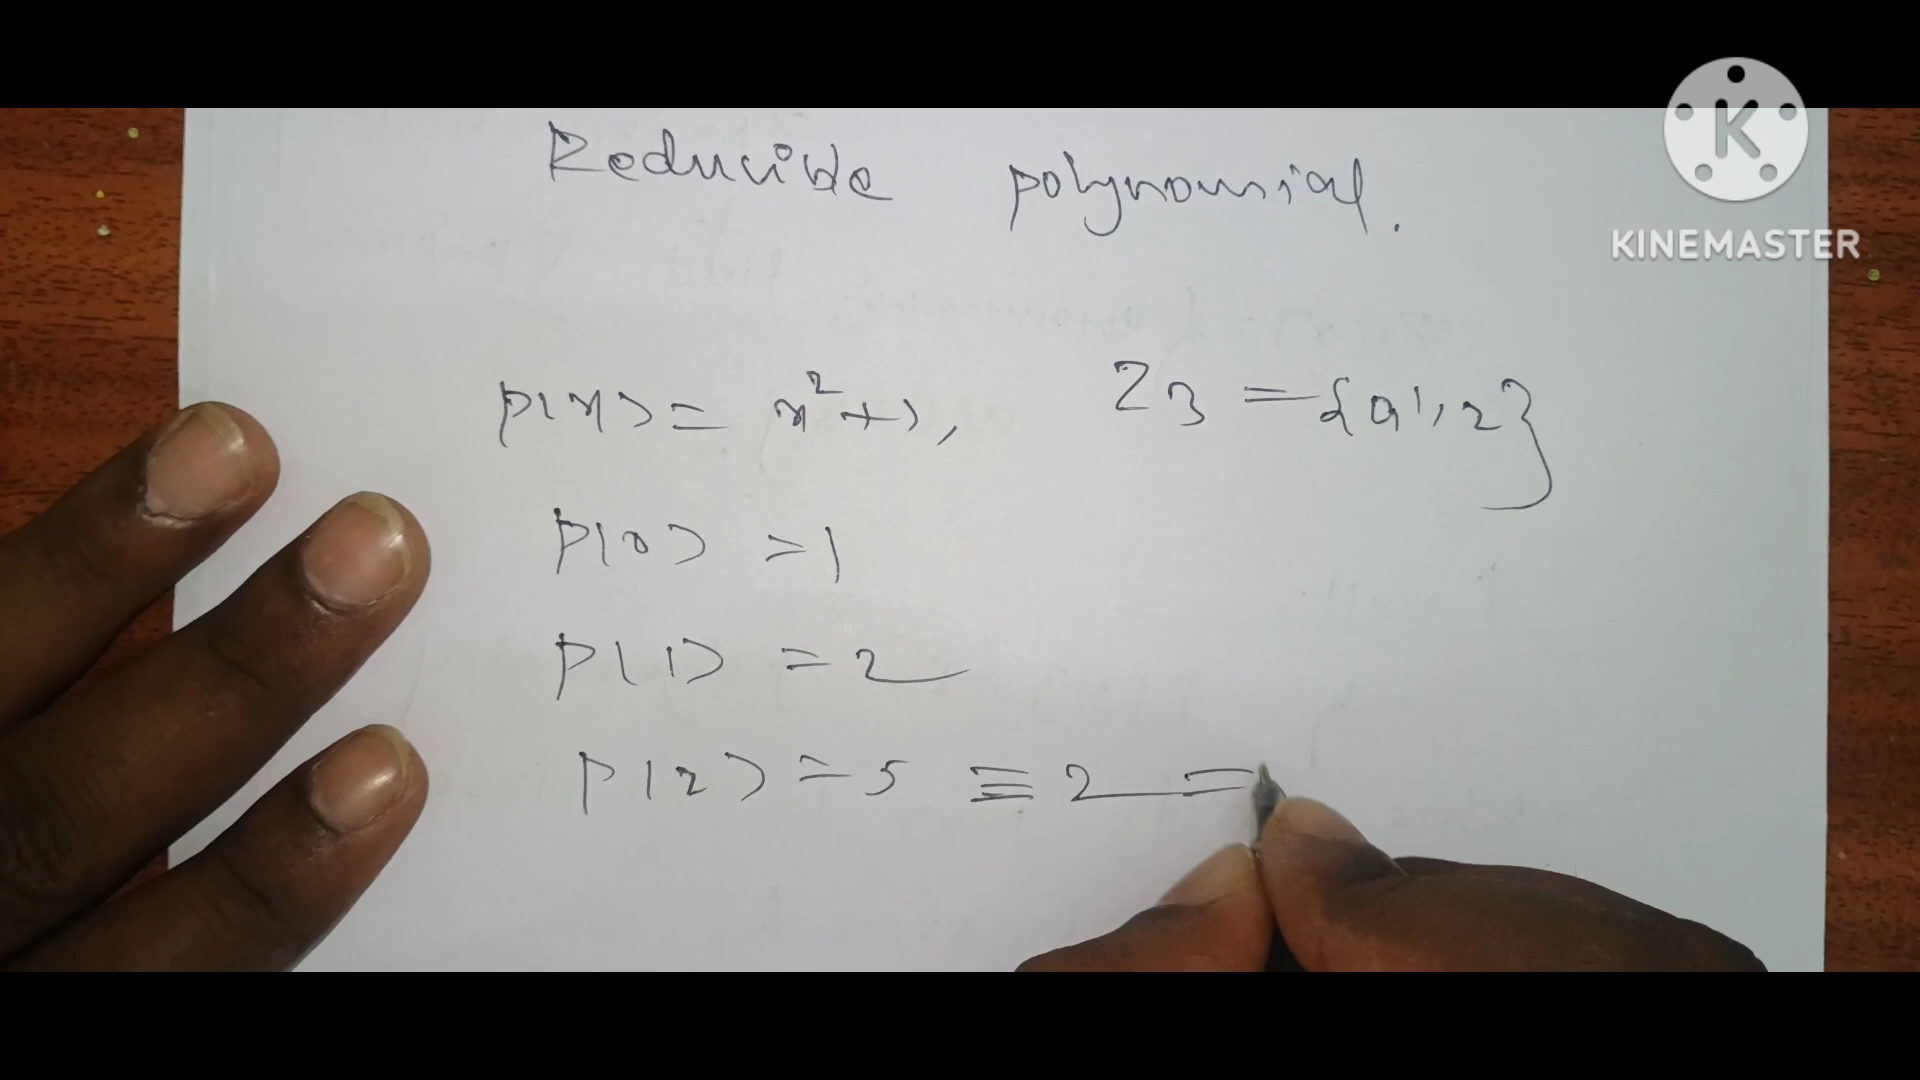 Reducible polynomial.
KINEMASTER
p(x) = x²+1, Z3 = {0,1,2}
P(0) = 1
P(1) = 2
P(2) = 5 ≡ 2 =